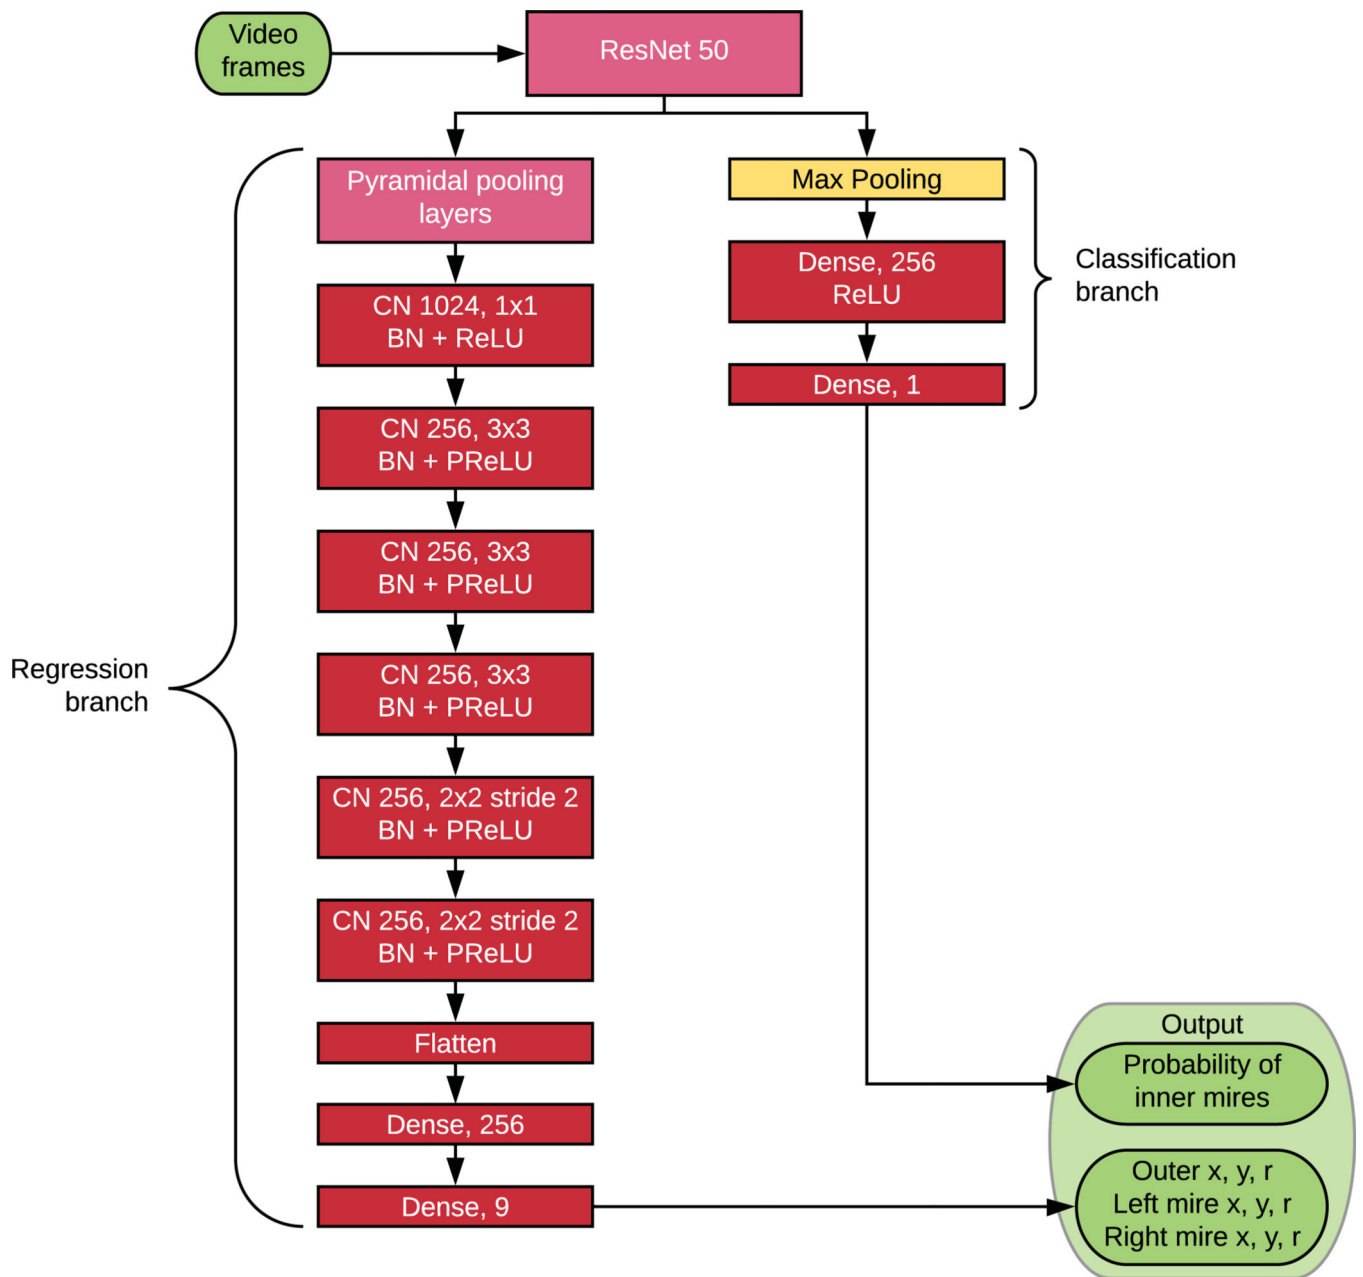 Video
frames
ResNet 50
Pyramidal pooling
layers
CN 1024, 1x1
BN + ReLU
CN 256, 3x3
BN + PReLU
CN 256, 3x3
BN + PReLU
CN 256, 3x3
BN + PReLU
CN 256, 2x2 stride 2
BN + PReLU
CN 256, 2x2 stride 2
BN + PReLU
Flatten
Dense, 256
Dense, 9
Regression
branch
Max Pooling
Dense, 256
ReLU
Dense, 1
Classification
branch
Output
Probability of
inner mires
Outer x, y, r
Left mire x, y, r
Right mire x, y, r